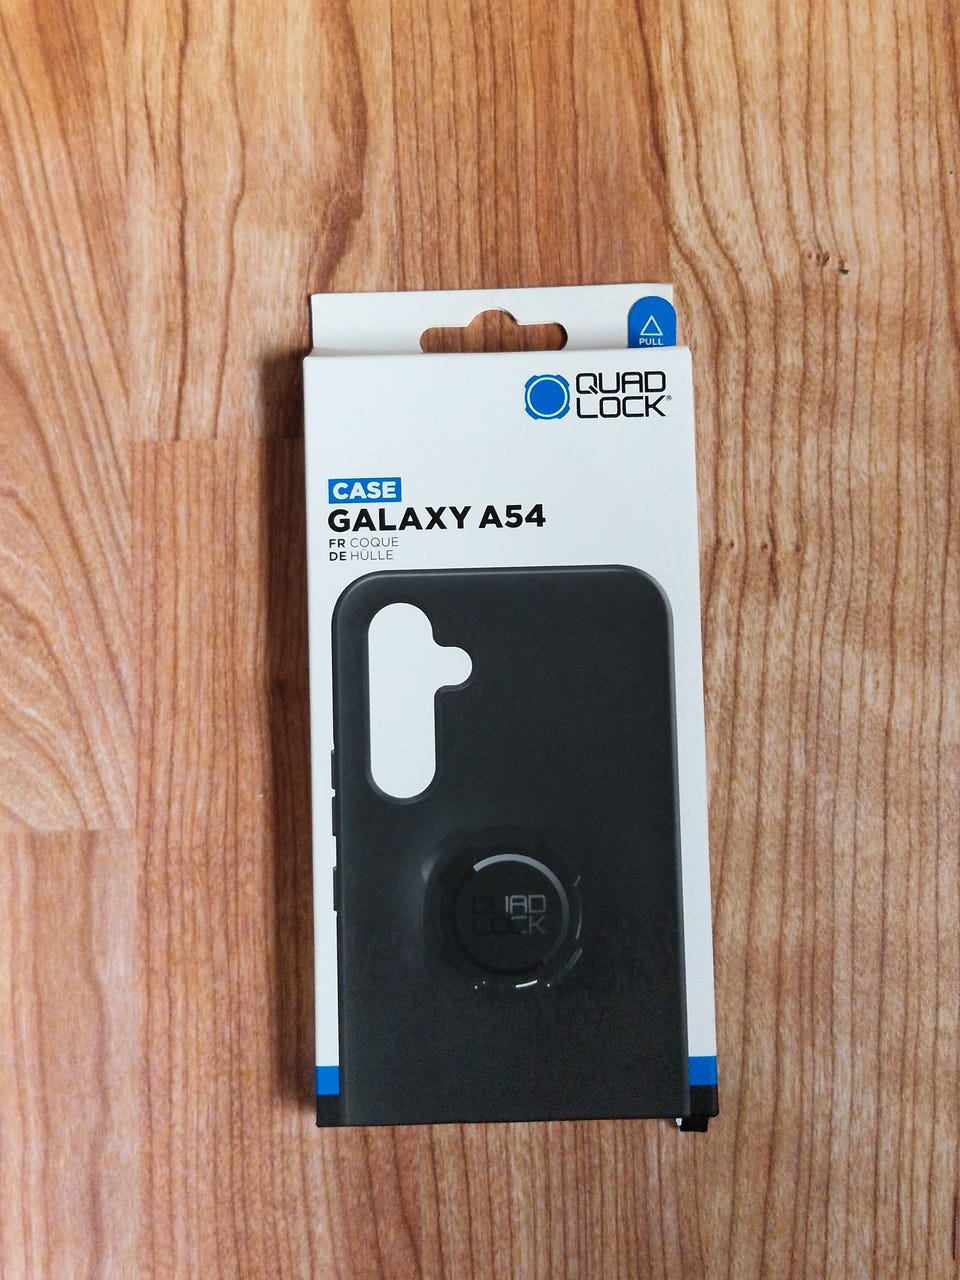 PULL
QUAD
LOCK®
CASE
GALAXY A54
FR COQUE
DE HÜLLE
QUAD
LOCK